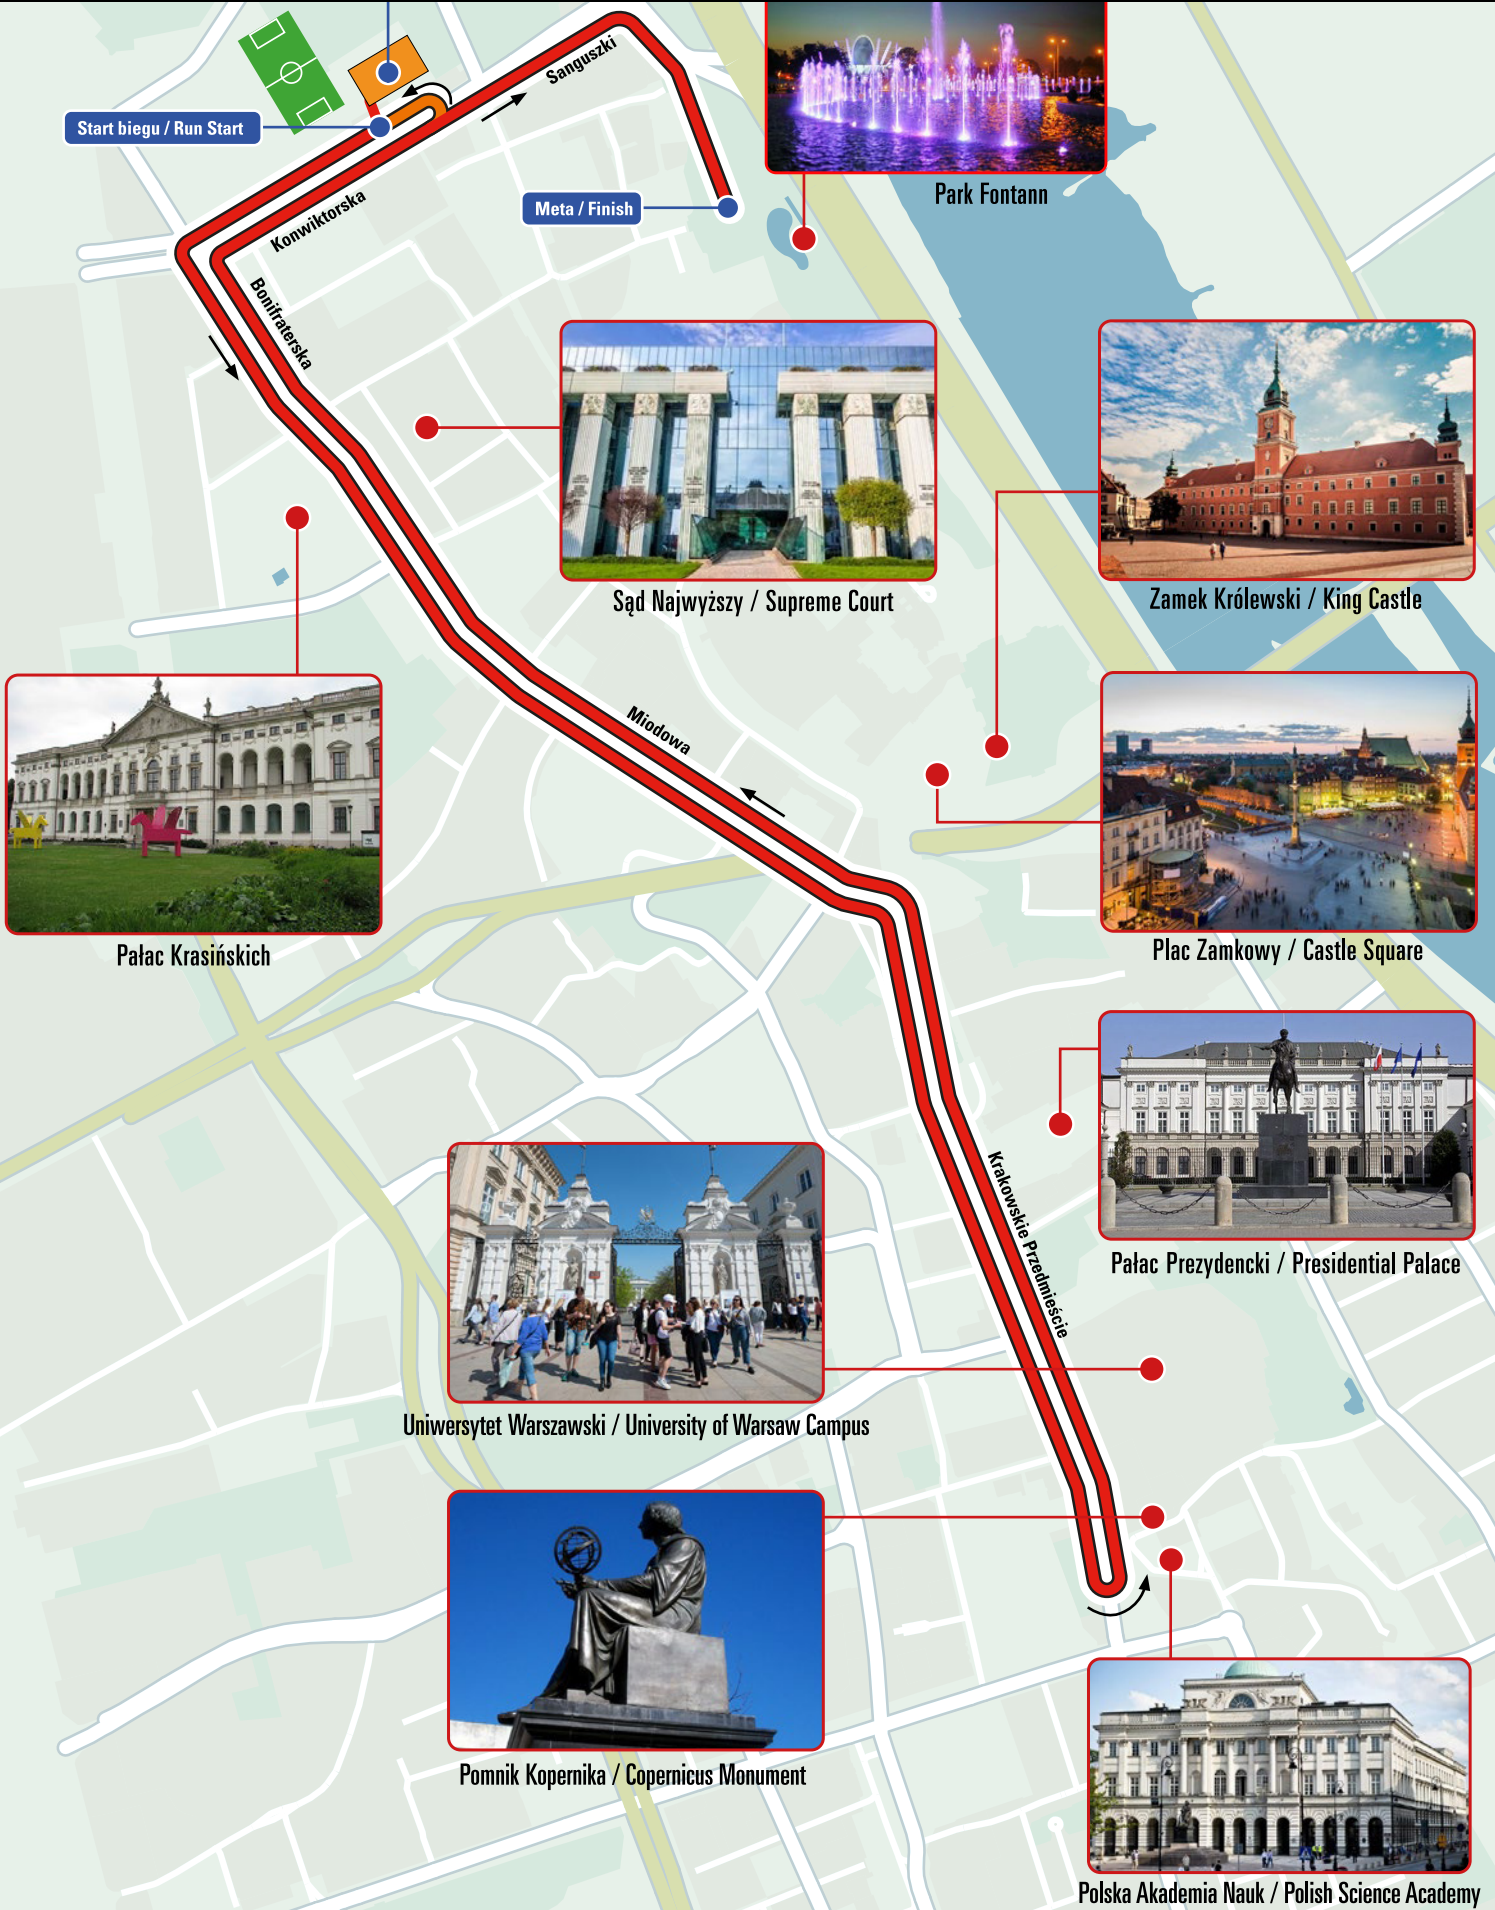 Sanguszki
Start biegu / Run Start
Park Fontann
Meta / Finish
Konwiktorska
Bonifraterska
Sąd Najwyższy / Supreme Court
Zamek Królewski / King Castle
Miodowa
Pałac Krasińskich
Plac Zamkowy / Castle Square
Krakowskie Przedmieście
Pałac Prezydencki / Presidential Palace
Uniwersytet Warszawski / University of Warsaw Campus
Pomnik Kopernika / Copernicus Monument
Polska Akademia Nauk / Polish Science Academy